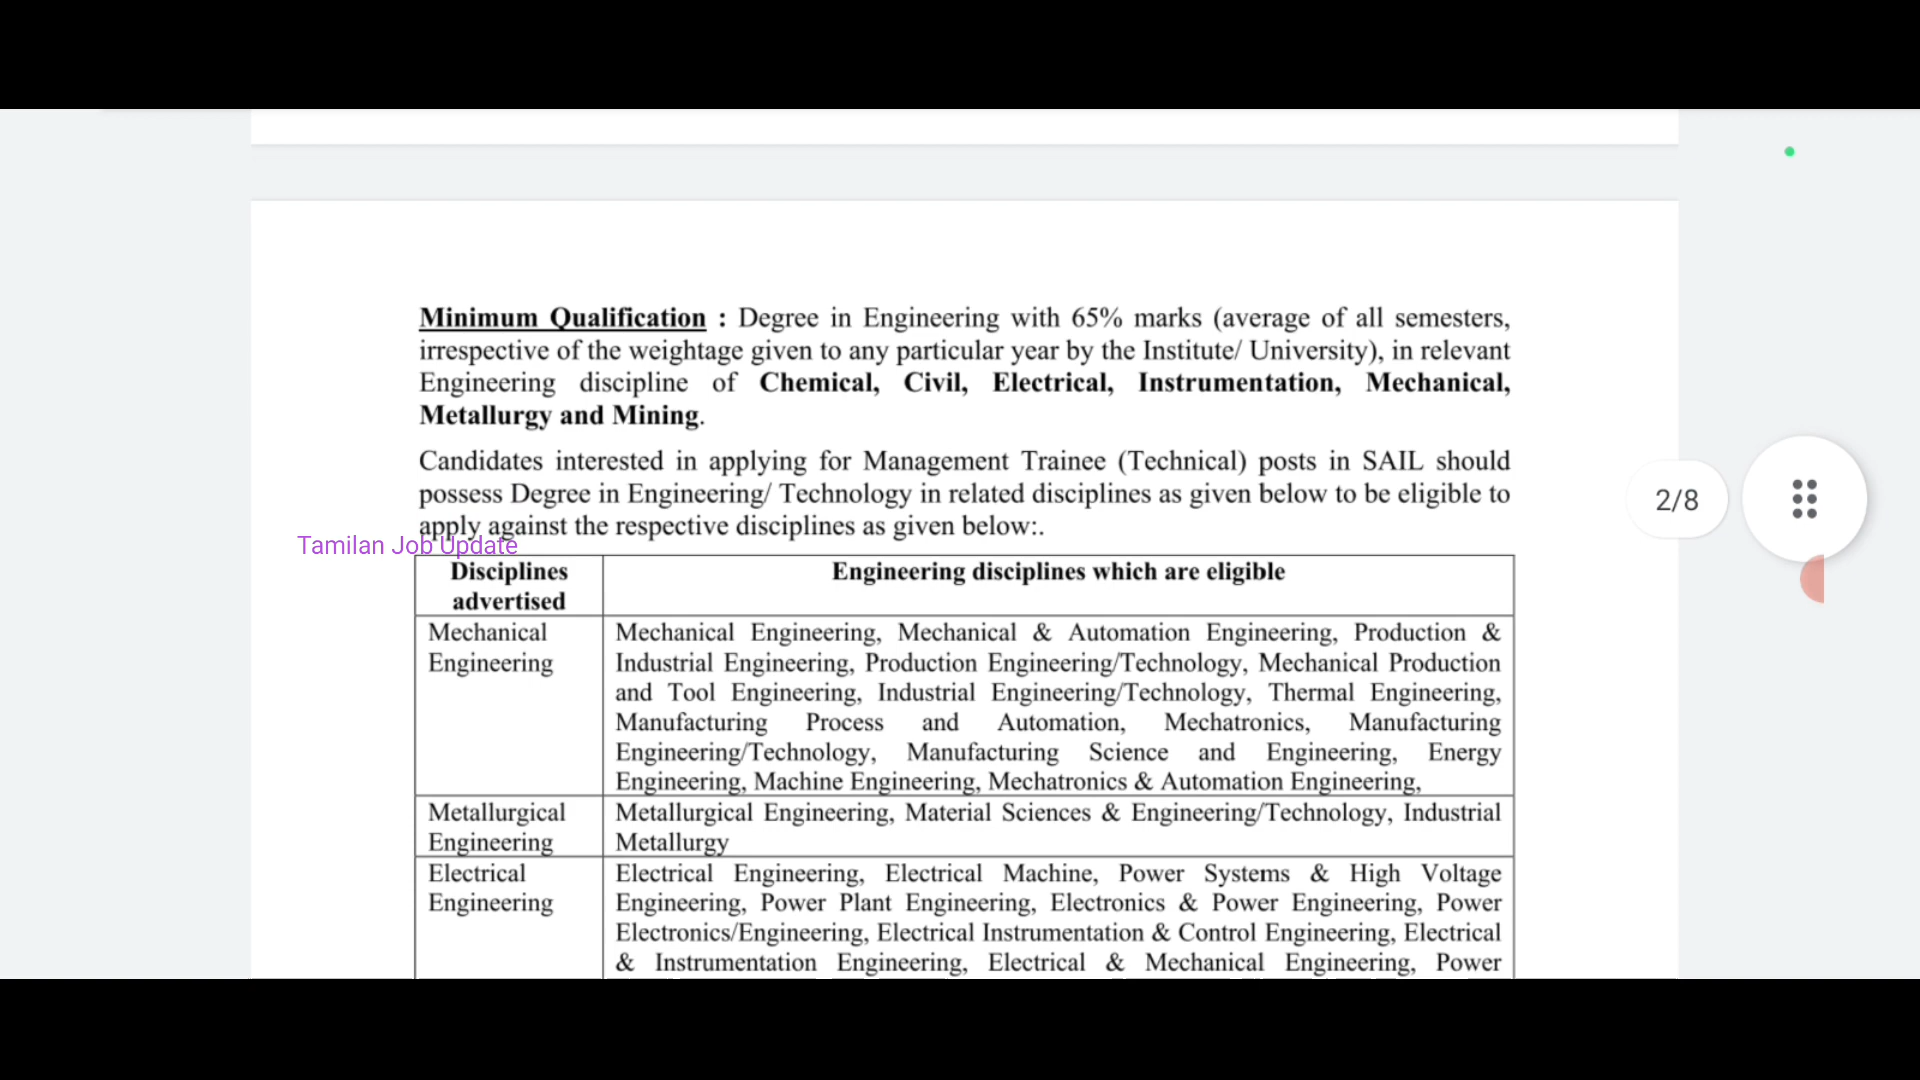 Minimum Qualification : Degree in Engineering with 65% marks (average of all semesters,
irrespective of the weightage given to any particular year by the Institute/ University), in relevant
Engineering discipline of Chemical, Civil, Electrical, Instrumentation, Mechanical,
Metallurgy and Mining.
Candidates interested in applying for Management Trainee (Technical) posts in SAIL should
possess Degree in Engineering/ Technology in related disciplines as given below to be eligible to
apply against the respective disciplines as given below:.
2/8
Tamilan Job Update
Disciplines
advertised
Engineering disciplines which are eligible
Mechanical
Engineering
Mechanical Engineering, Mechanical & Automation Engineering, Production &
Industrial Engineering, Production Engineering/Technology, Mechanical Production
and Tool Engineering, Industrial Engineering/Technology, Thermal Engineering,
Manufacturing Process and Automation, Mechatronics, Manufacturing
Engineering/Technology, Manufacturing Science and Engineering, Energy
Engineering, Machine Engineering, Mechatronics & Automation Engineering,
Metallurgical
Engineering
Metallurgical Engineering, Material Sciences & Engineering/Technology, Industrial
Metallurgy
Electrical
Engineering
Electrical Engineering, Electrical Machine, Power Systems & High Voltage
Engineering, Power Plant Engineering, Electronics & Power Engineering, Power
Electronics/Engineering, Electrical Instrumentation & Control Engineering, Electrical
& Instrumentation Engineering, Electrical & Mechanical Engineering, Power